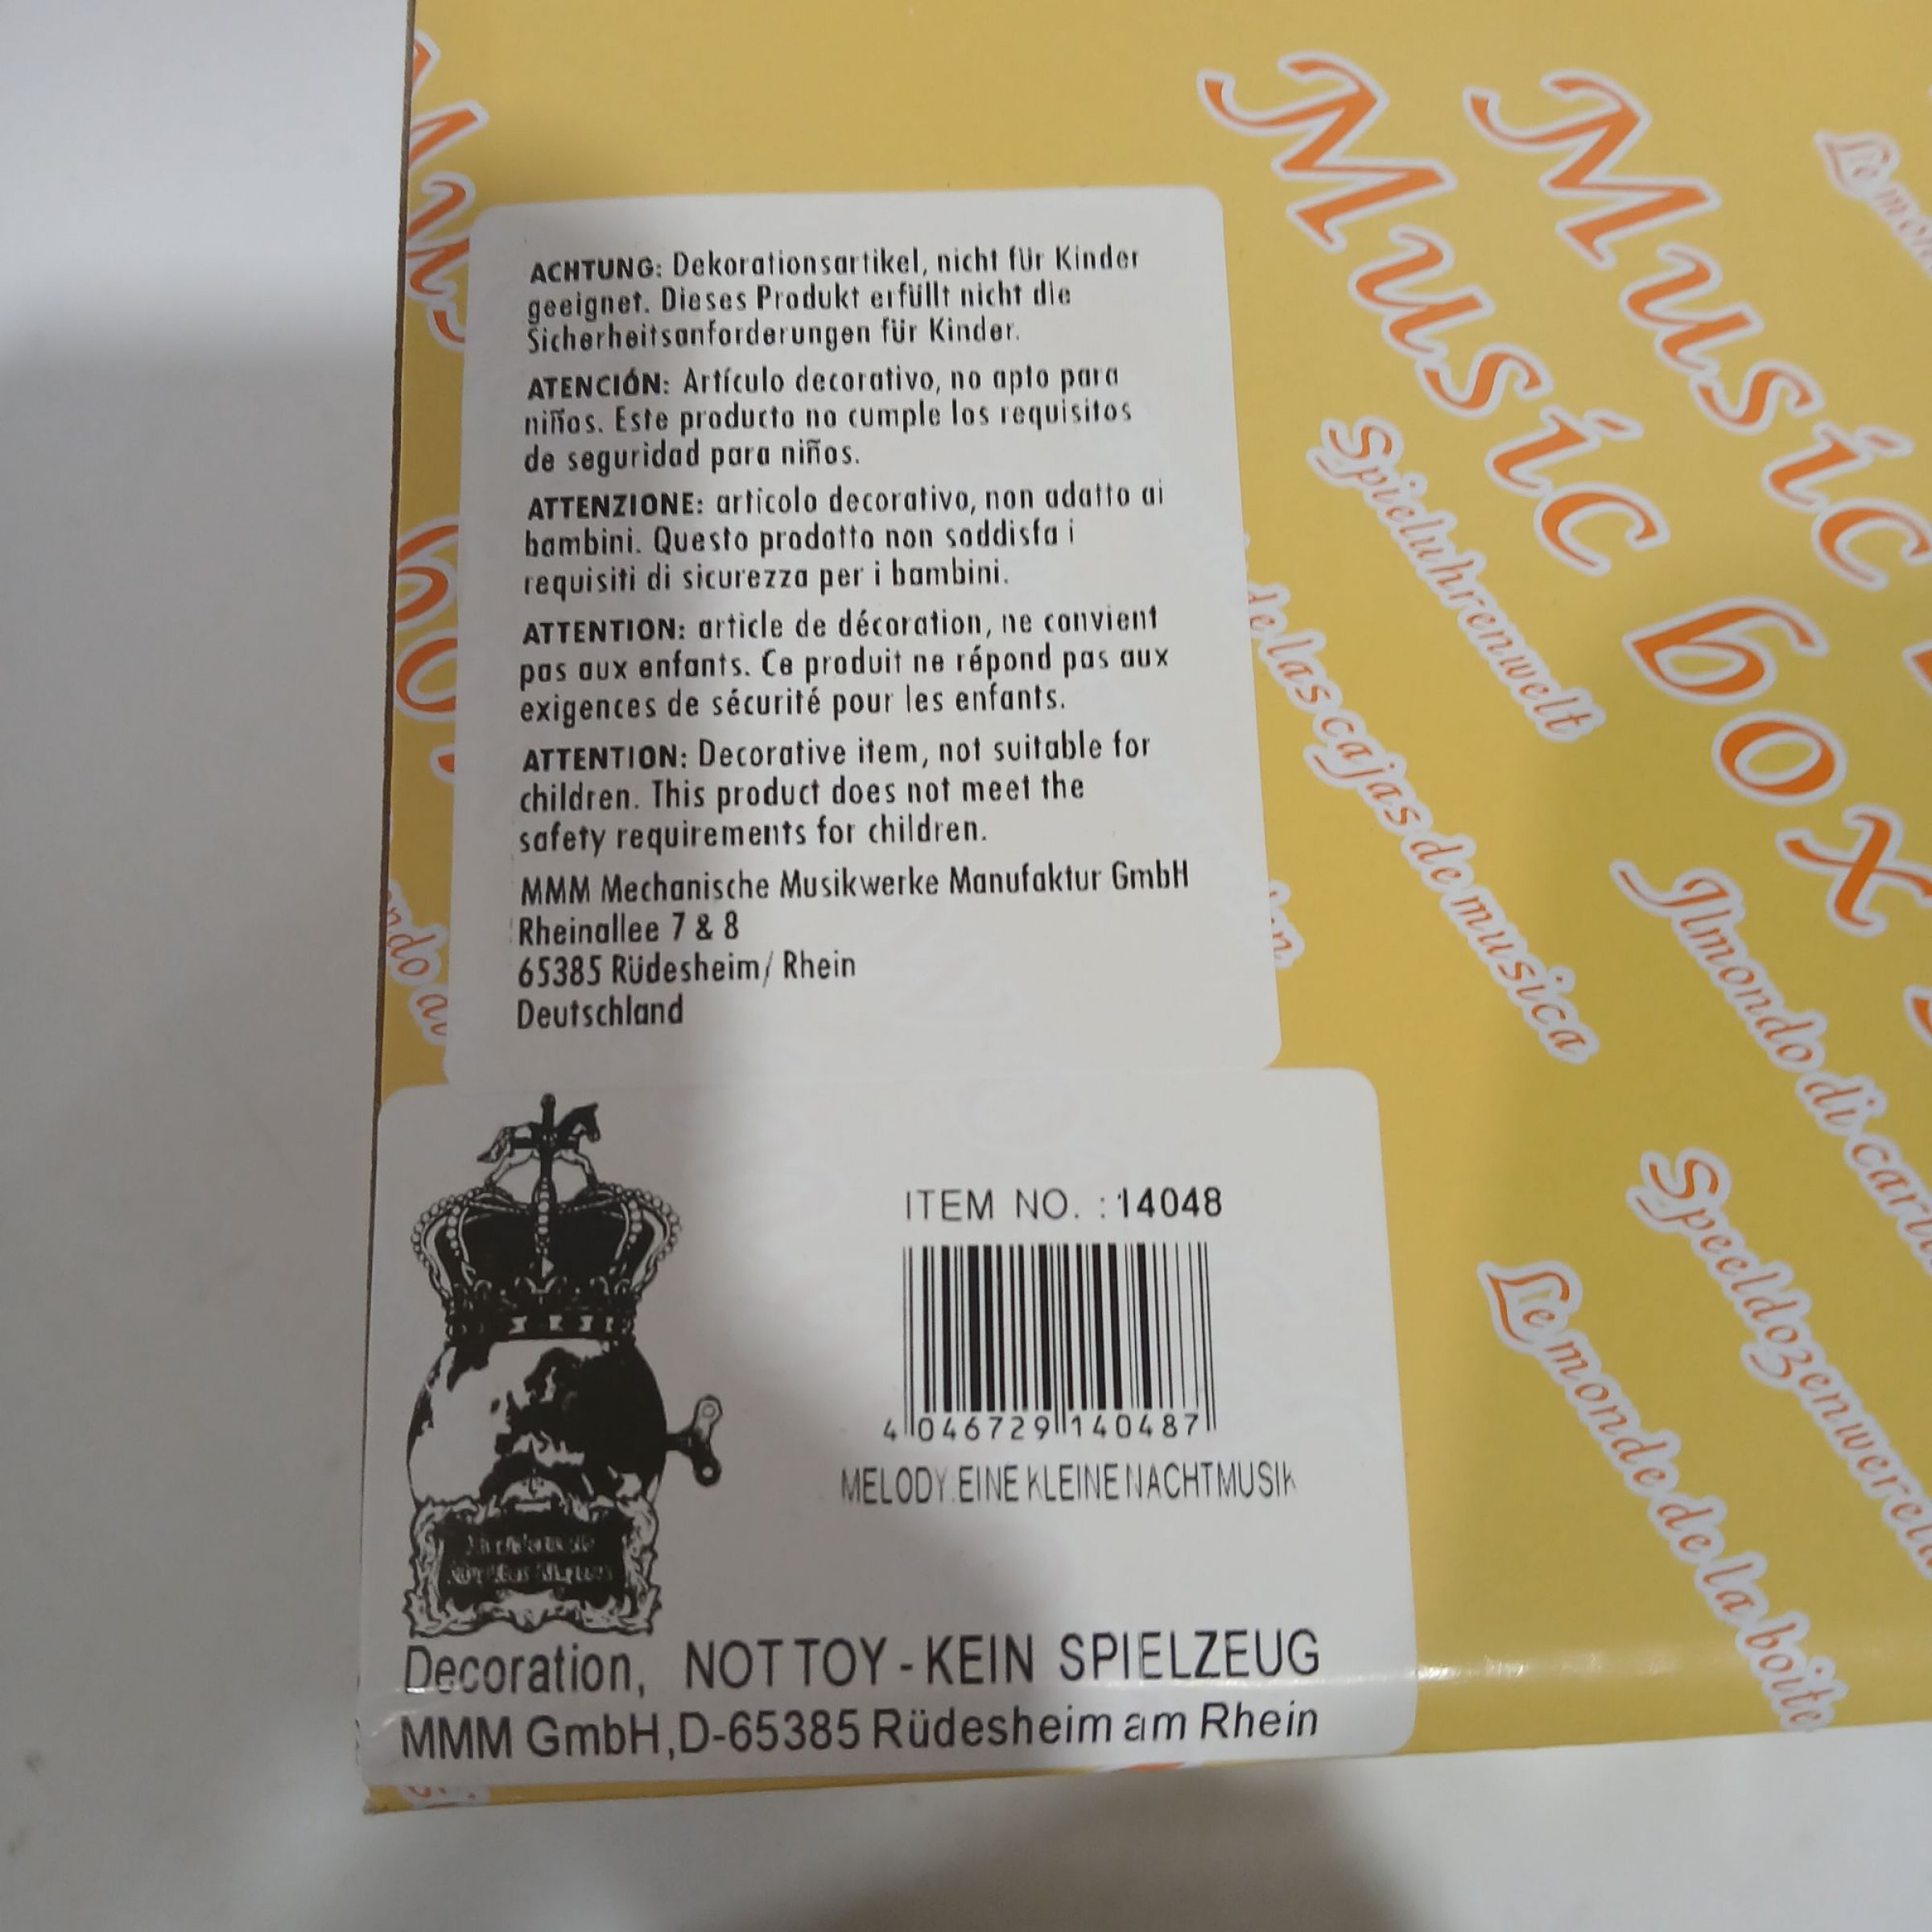 ACHTUNG: Dekorationsartikel, nicht für Kinder
geeignet. Dieses Produkt erfüllt nicht die
Sicherheitsanforderungen für Kinder.
ATENCIÓN: Artículo decorativo, no apto para
niños. Este producto no cumple los requisitos
de seguridad para niños.
ATTENZIONE: articolo decorativo, non adatto ai
bambini. Questo prodotto non soddisfa i
requisiti di sicurezza per i bambini.
ATTENTION: article de décoration, ne convient
pas aux enfants. Ce produit ne répond pas aux
exigences de sécurité pour les enfants.
ATTENTION: Decorative item, not suitable for
children. This product does not meet the
safety requirements for children.
MMM Mechanische Musikwerke Manufaktur GmbH
Rheinallee 7 & 8
65385 Rüdesheim/ Rhein
Deutschland
ITEM NO. :14048
4 046729 140487
MELODY.EINE KLEINE NACHTMUSIK
Decoration, NOT TOY - KEIN SPIELZEUG
MMM GmbH,D-65385 Rüdesheim am Rhein
Music box
Music
Spieluhrenwelt
de las cajas de musica
Il mondo di
Speeldozenwereld
Le monde de la boite